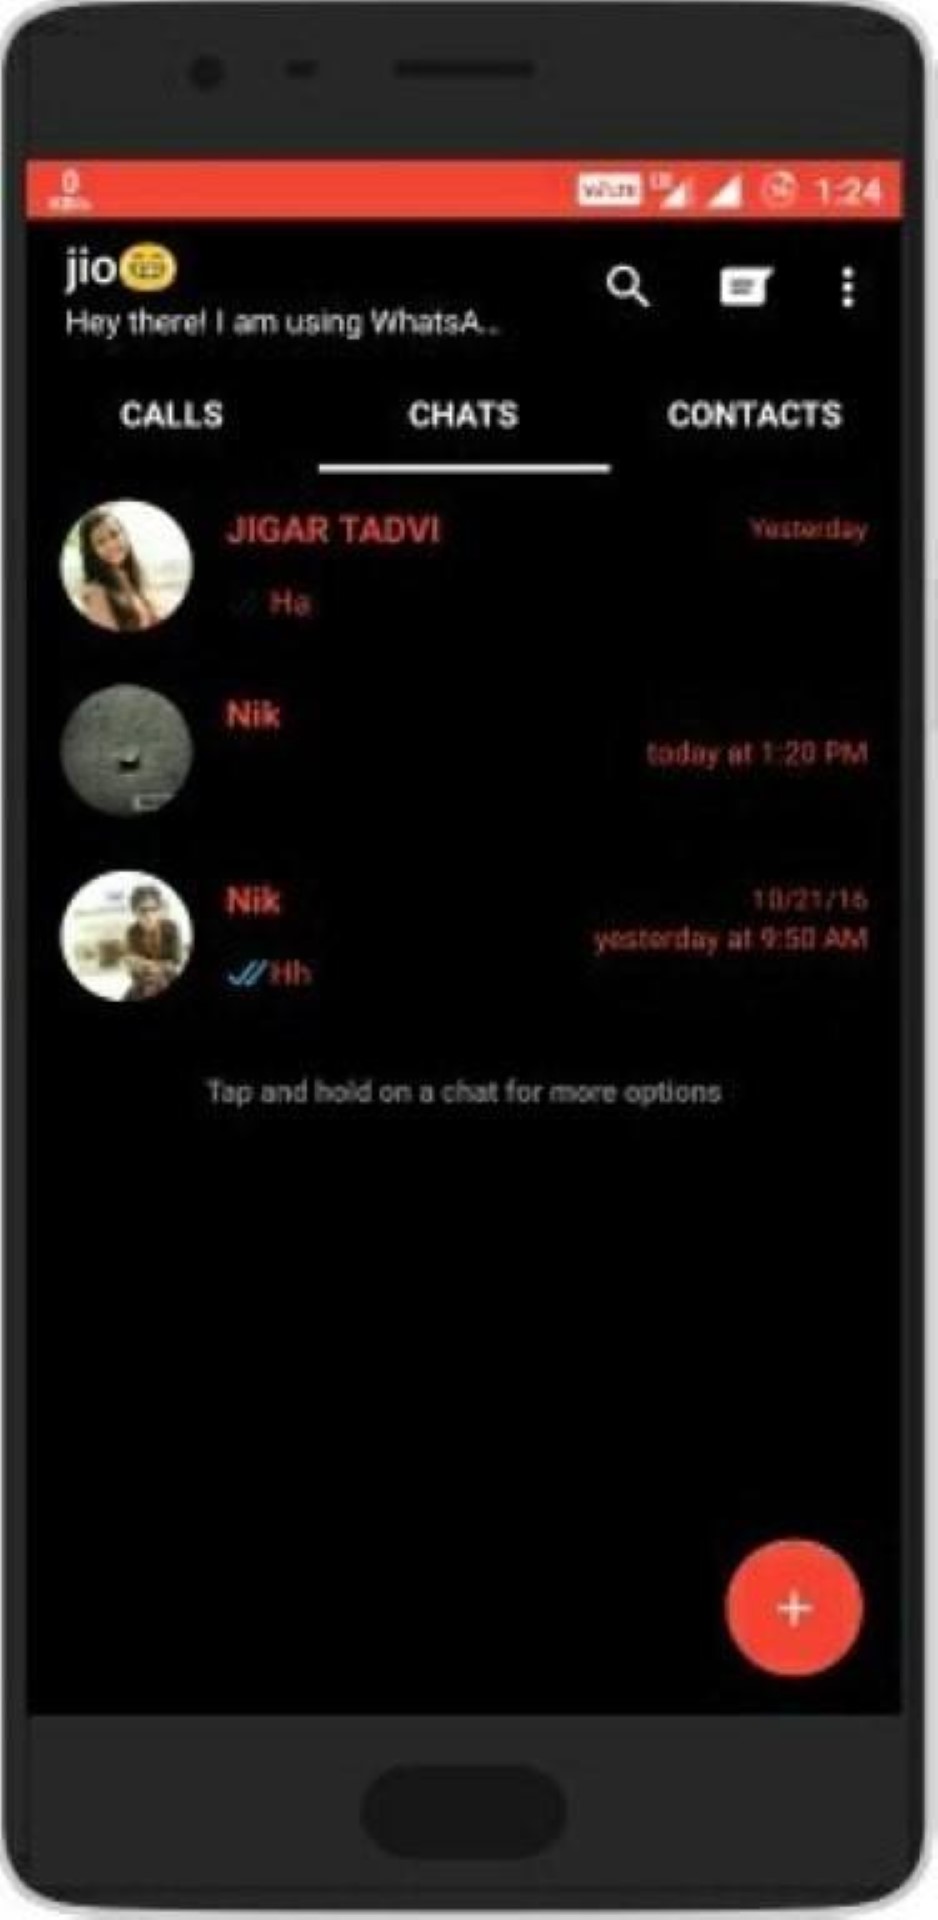 0
KB/s
VoLTE 1:24
jio😁
Hey there! I am using WhatsA...
CALLS CHATS CONTACTS
JIGAR TADVI Yesterday
Ha
Nik
today at 1:20 PM
Nik 10/21/16
yesterday at 9:50 AM
Hh
Tap and hold on a chat for more options
+